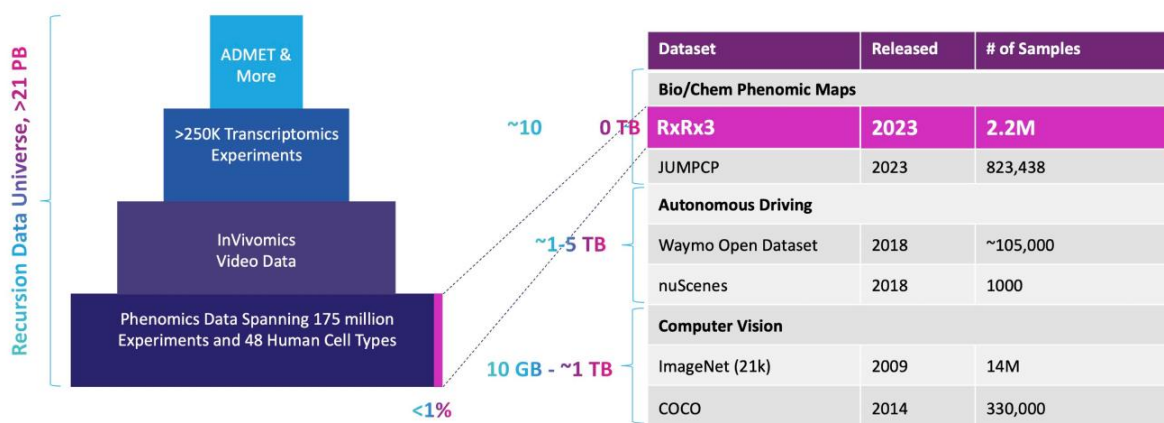 Recursion Data Universe, >21 PB
ADMET &
More
>250K Transcriptomics
Experiments
InVivomics
Video Data
Phenomics Data Spanning 175 million
Experiments and 48 Human Cell Types
<1%
~10 0 TB
~1-5 TB
10 GB - ~1 TB
Dataset Released # of Samples
Bio/Chem Phenomic Maps
RxRx3 2023 2.2M
JUMPCP 2023 823,438
Autonomous Driving
Waymo Open Dataset 2018 ~105,000
nuScenes 2018 1000
Computer Vision
ImageNet (21k) 2009 14M
COCO 2014 330,000